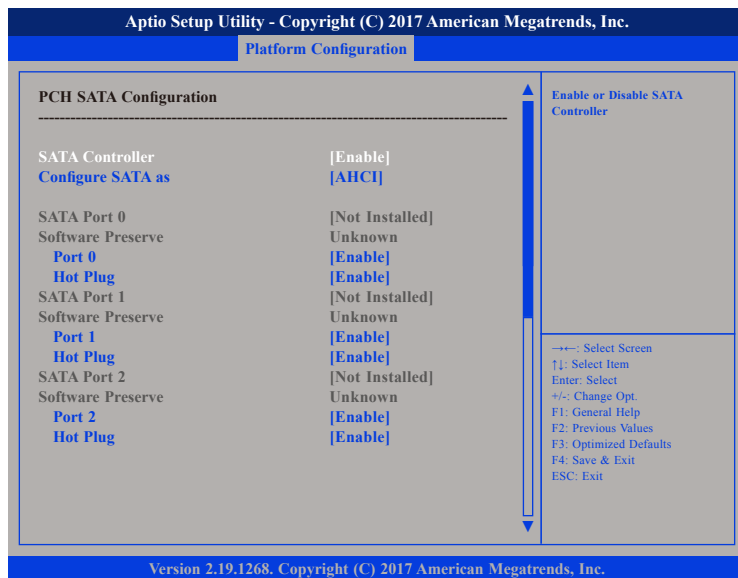 Aptio Setup Utility - Copyright (C) 2017 American Megatrends, Inc.
Platform Configuration
PCH SATA Configuration
SATA Controller [Enable]
Configure SATA as [AHCI]
SATA Port 0 [Not Installed]
Software Preserve Unknown
Port 0 [Enable]
Hot Plug [Enable]
SATA Port 1 [Not Installed]
Software Preserve Unknown
Port 1 [Enable]
Hot Plug [Enable]
SATA Port 2 [Not Installed]
Software Preserve Unknown
Port 2 [Enable]
Hot Plug [Enable]
Enable or Disable SATA
Controller
→←: Select Screen
↑↓: Select Item
Enter: Select
+/-: Change Opt.
F1: General Help
F2: Previous Values
F3: Optimized Defaults
F4: Save & Exit
ESC: Exit
Version 2.19.1268. Copyright (C) 2017 American Megatrends, Inc.